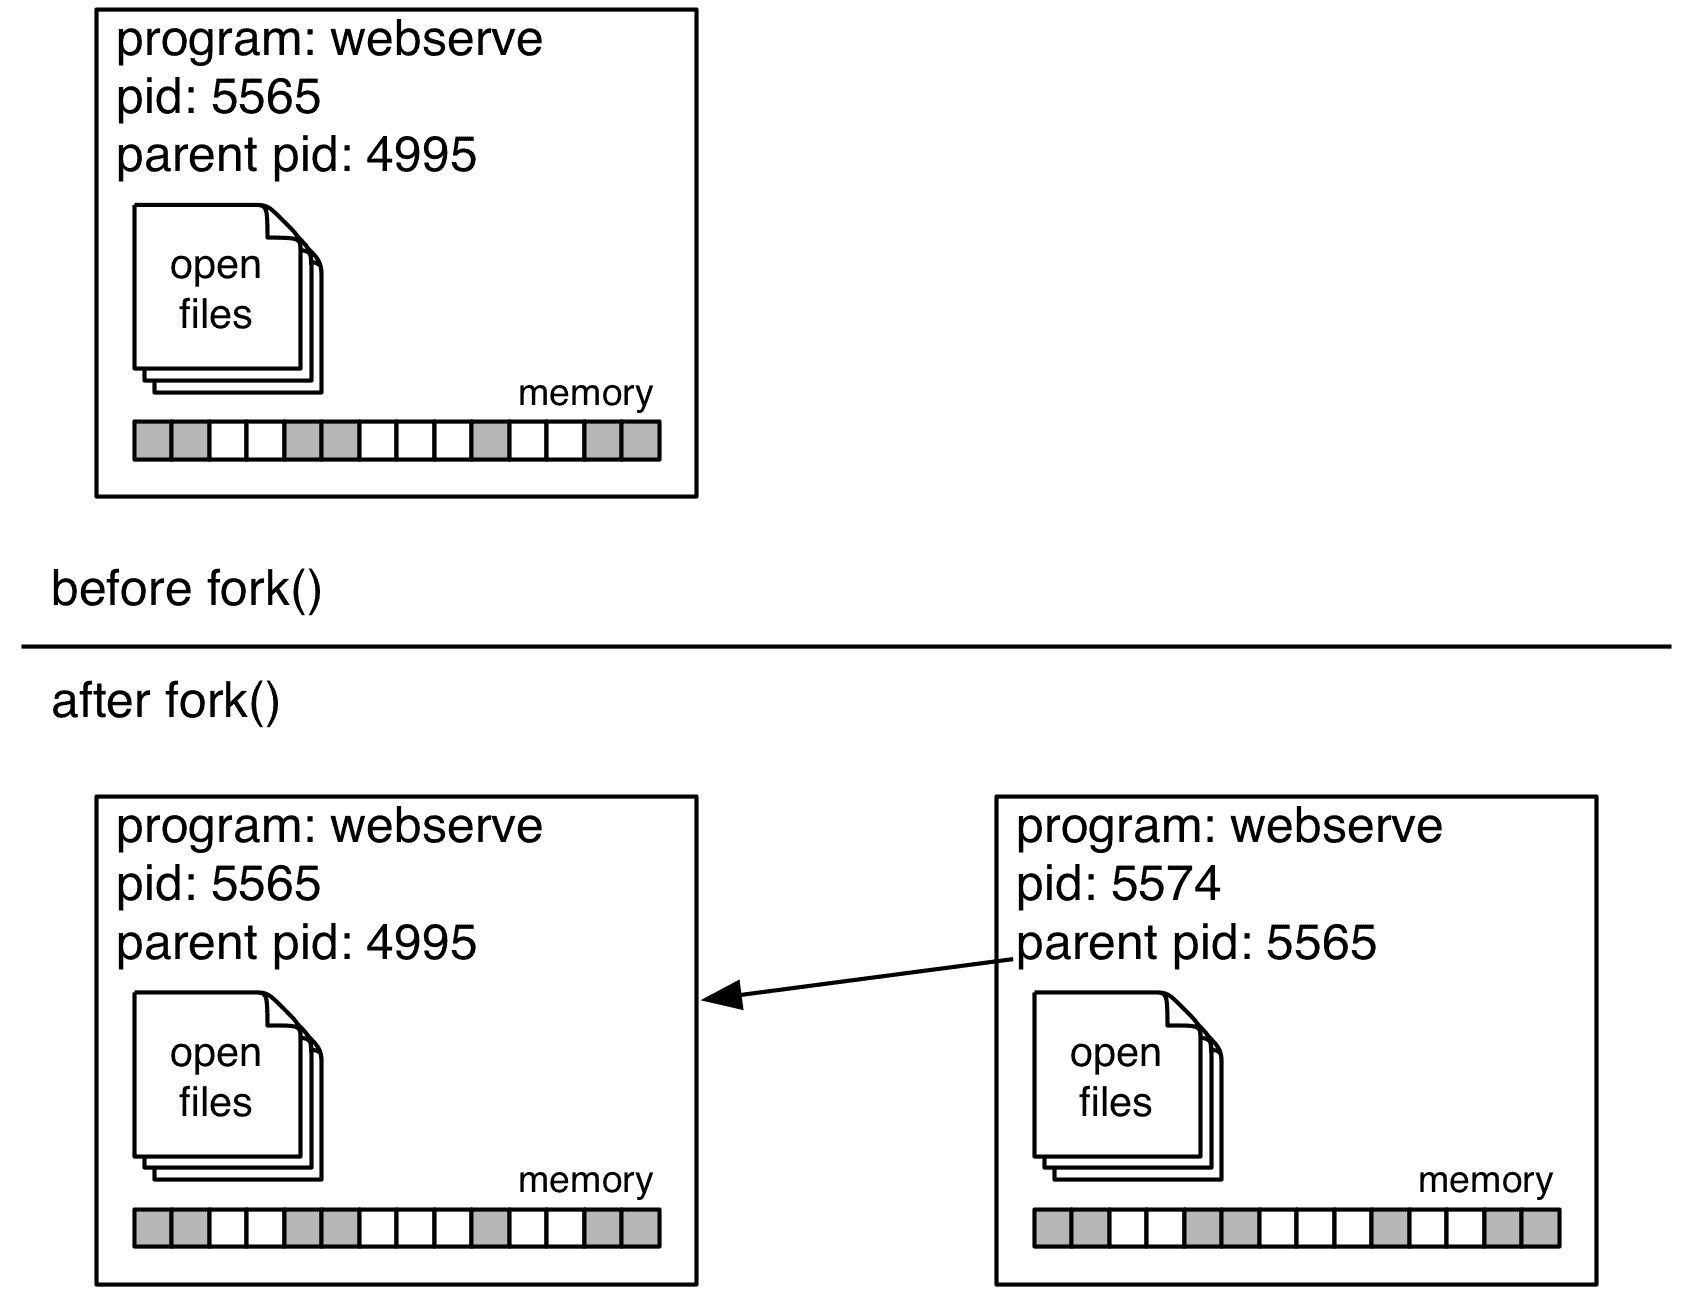 program: webserve
pid: 5565
parent pid: 4995
open
files
memory
before fork()
after fork()
program: webserve
pid: 5565
parent pid: 4995
open
files
memory
program: webserve
pid: 5574
parent pid: 5565
open
files
memory